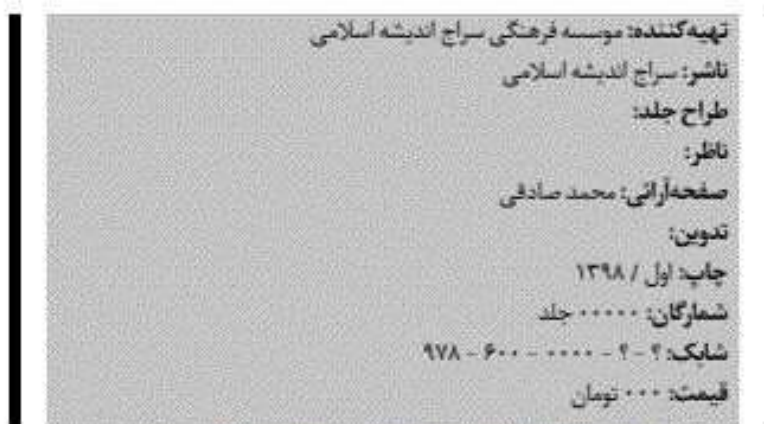 تهیه‌کننده: موسسه فرهنگی سراج اندیشه اسلامی
ناشر: سراج اندیشه اسلامی
طراح جلد:
ناظر:
صفحه‌آرائی: محمد صادقی
تدوین:
چاپ: اول / ۱۳۹۸
شمارگان: ۰۰۰۰۰ جلد
شابک: ؟ - ؟ - ۰۰۰۰ - ۶۰۰ - ۹۷۸
قیمت: ۰۰۰ تومان